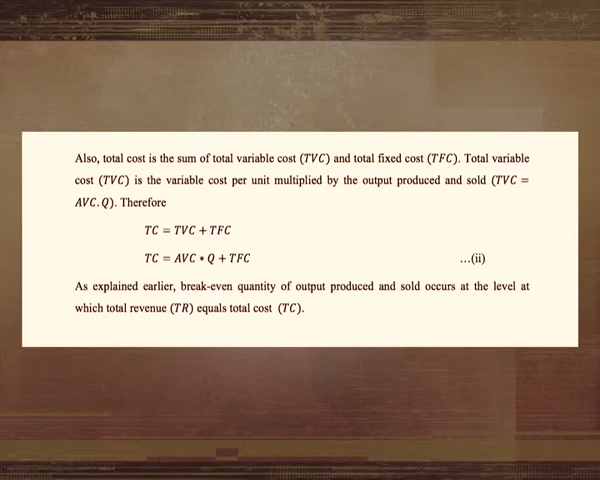 Also, total cost is the sum of total variable cost (TVC) and total fixed cost (TFC). Total variable
cost (TVC) is the variable cost per unit multiplied by the output produced and sold (TVC =
AVC. Q). Therefore
TC = TVC + TFC
TC = AVC * Q + TFC ...(ii)
As explained earlier, break-even quantity of output produced and sold occurs at the level at
which total revenue (TR) equals total cost (TC).